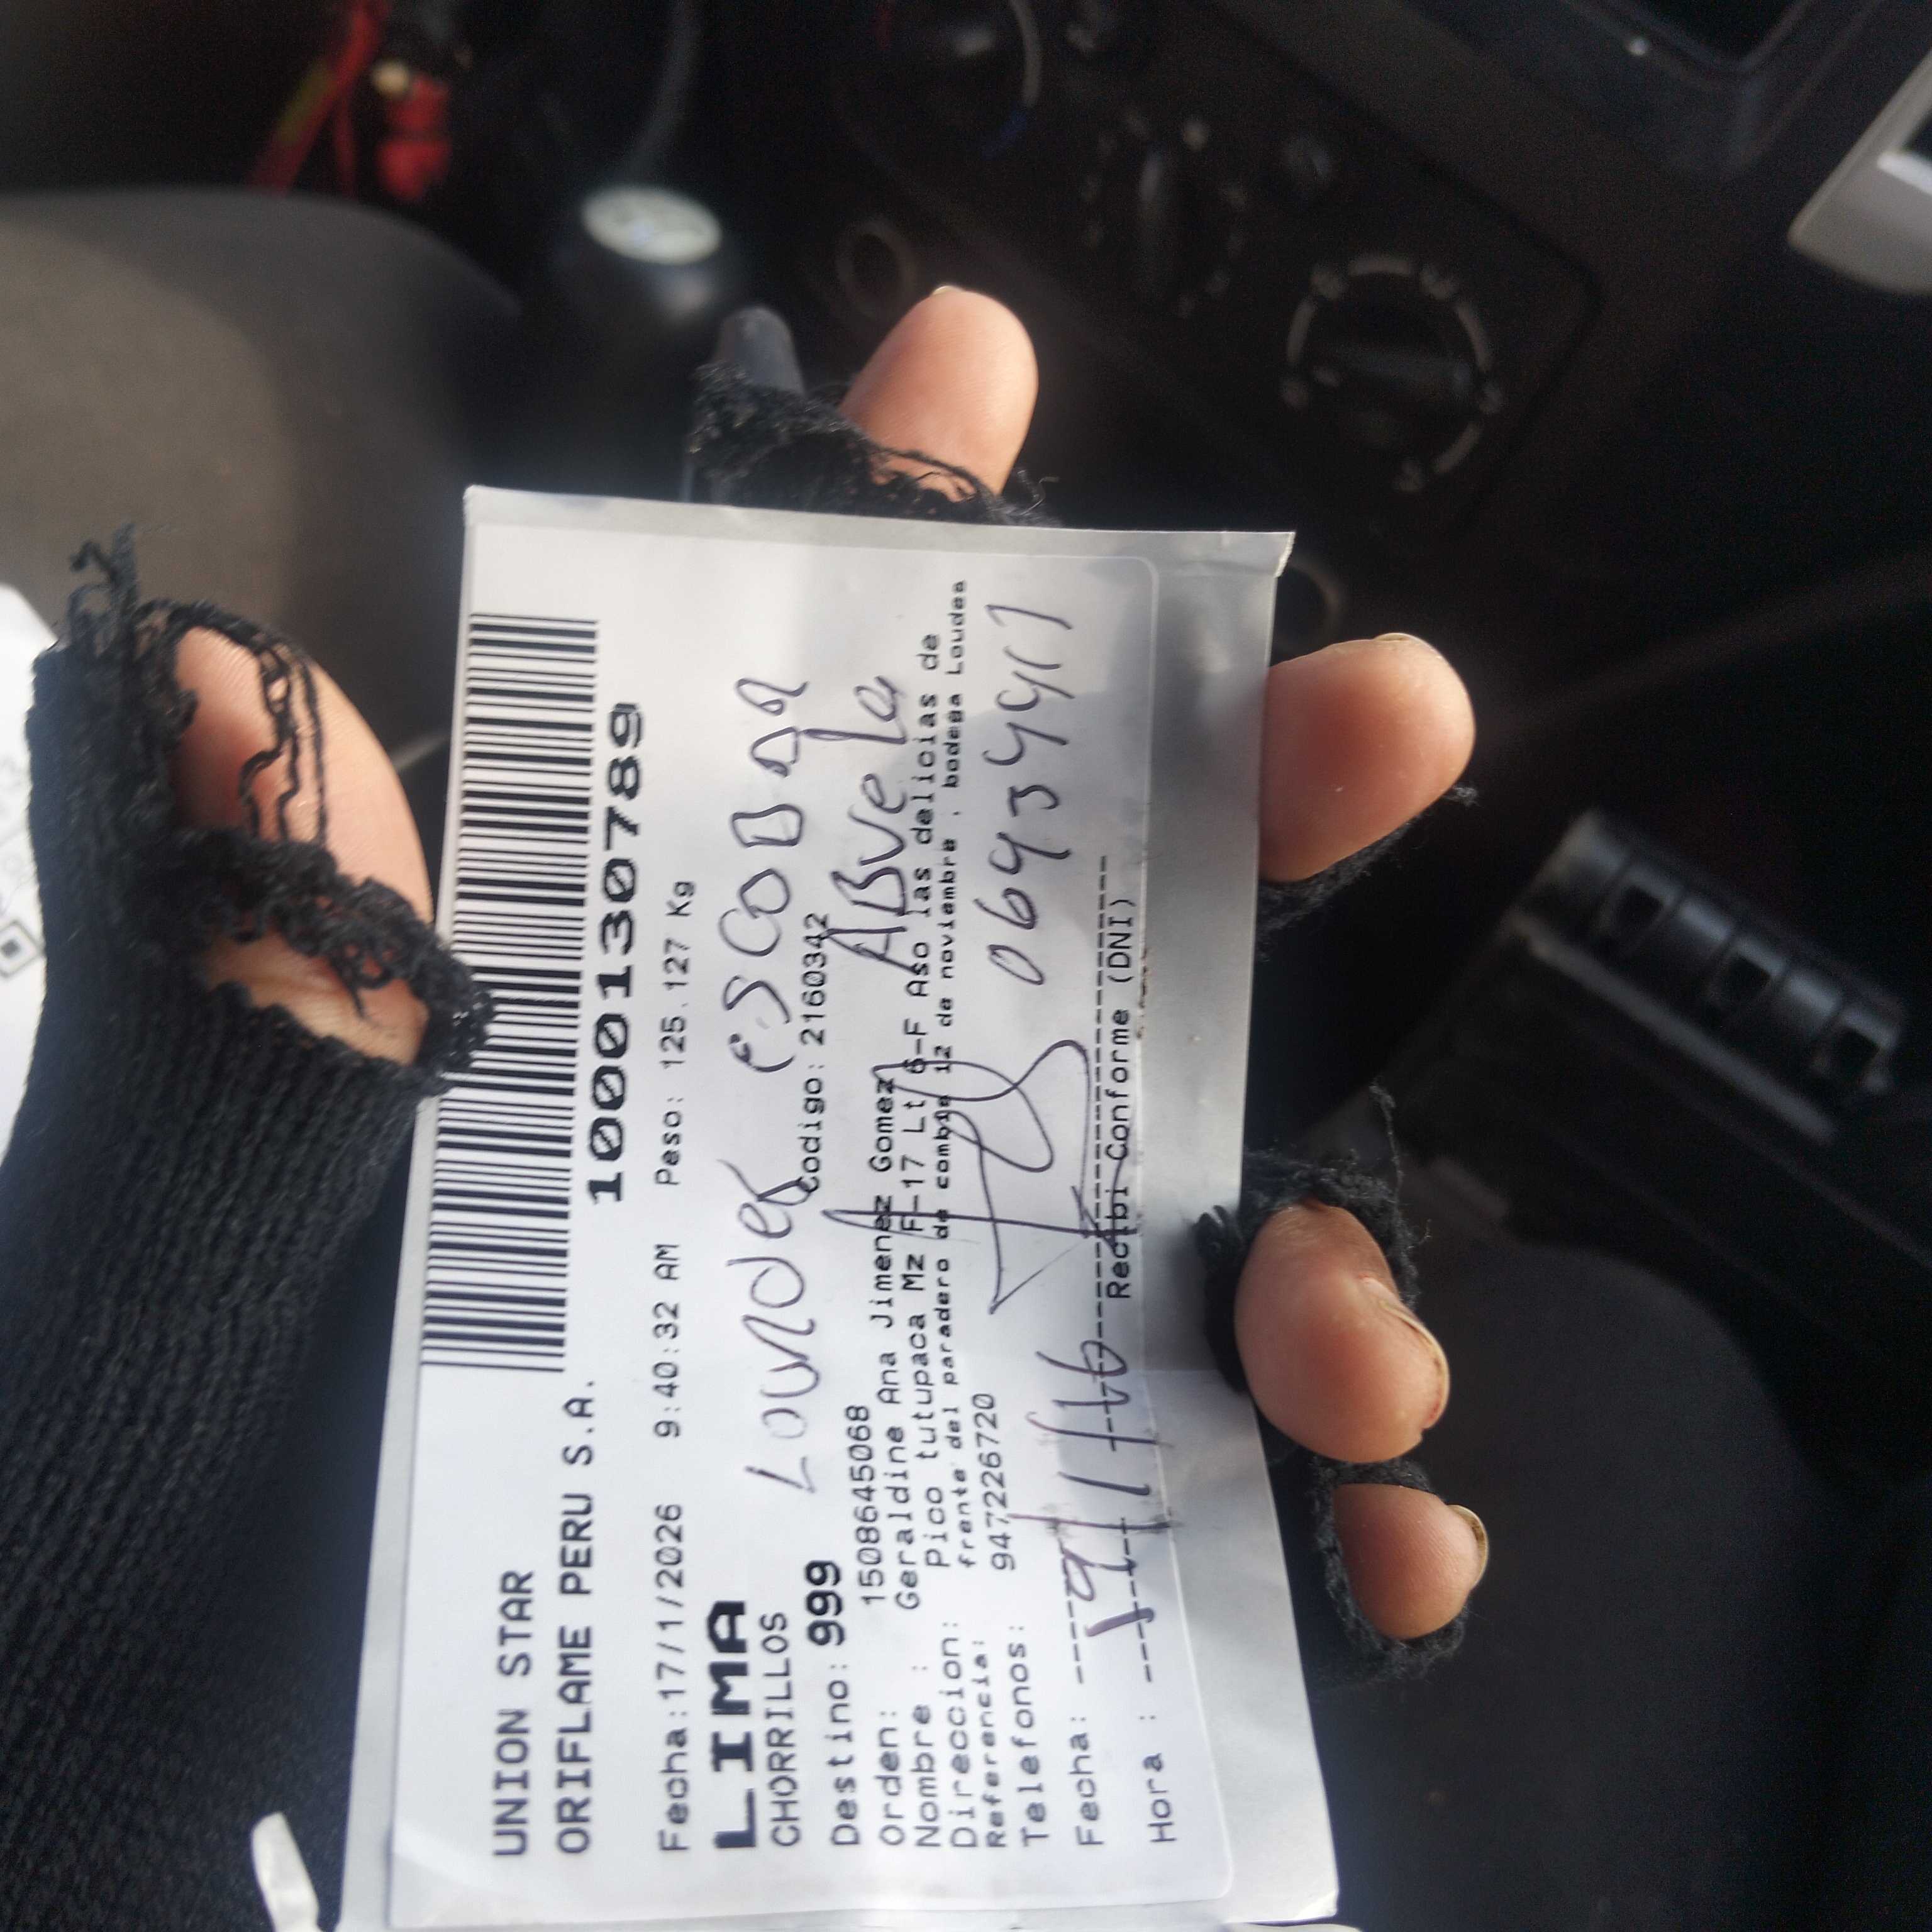 UNION STAR
ORIFLAME PERU S.A.
1000130789
Fecha:17/1/2026 9:40:32 AM Peso: 125.127 Kg
LIMA
CHORRILLOS
Lourdes escobar
Destino: 999
Codigo: 2160342
Abuela
Orden: 1508645068
Nombre : Geraldine Ana Jimenez Gomez
Direccion: Pico tutupaca Mz F-17 Lt 6-F Aso las delicias de
Referencia: frente del paradero de combis 12 de noviembre , bodega Loudea
Telefonos: 947226720
Fecha:
Recibi Conforme (DNI)
Hora :